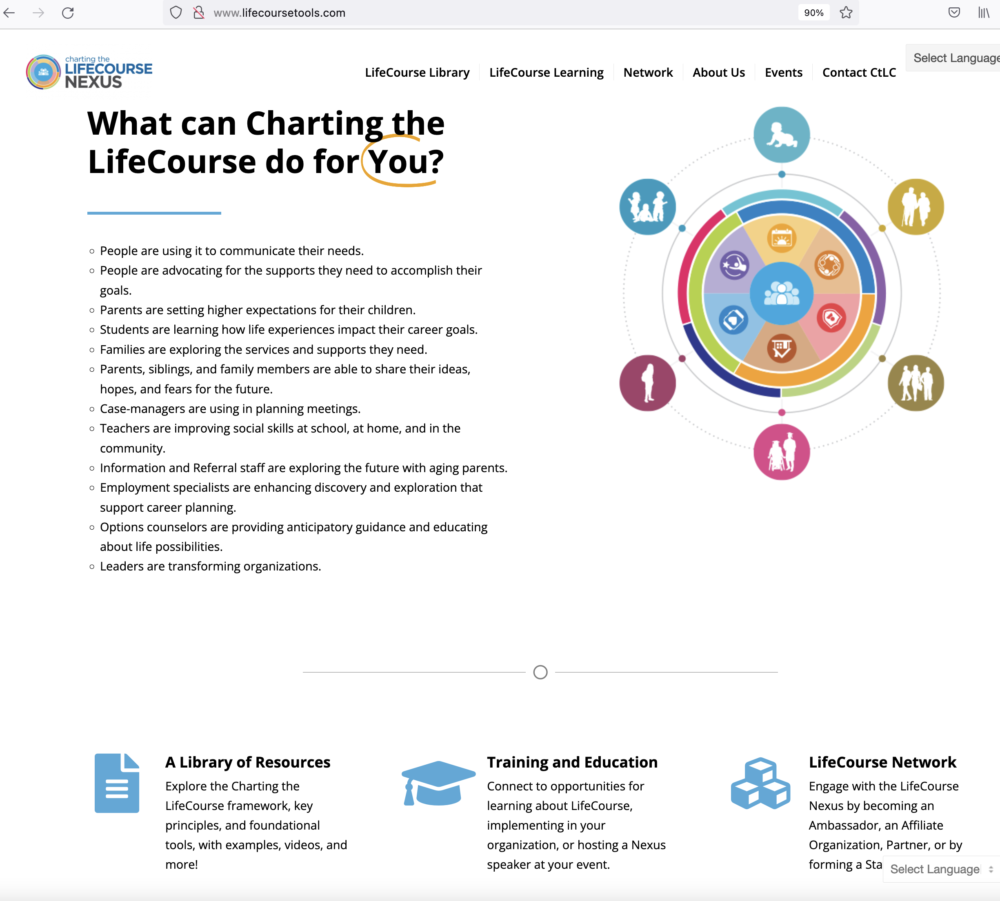 www.lifecoursetools.com
90%
Select Language
charting the
LIFECOURSE
NEXUS
LifeCourse Library
LifeCourse Learning
Network
About Us
Events
Contact CtLC
What can Charting the
LifeCourse do for You?
People are using it to communicate their needs.
People are advocating for the supports they need to accomplish their
goals.
Parents are setting higher expectations for their children.
Students are learning how life experiences impact their career goals.
Families are exploring the services and supports they need.
Parents, siblings, and family members are able to share their ideas,
hopes, and fears for the future.
Case-managers are using in planning meetings.
Teachers are improving social skills at school, at home, and in the
community.
Information and Referral staff are exploring the future with aging parents.
Employment specialists are enhancing discovery and exploration that
support career planning.
Options counselors are providing anticipatory guidance and educating
about life possibilities.
Leaders are transforming organizations.
A Library of Resources
Explore the Charting the
LifeCourse framework, key
principles, and foundational
tools, with examples, videos, and
more!
Training and Education
Connect to opportunities for
learning about LifeCourse,
implementing in your
organization, or hosting a Nexus
speaker at your event.
LifeCourse Network
Engage with the LifeCourse
Nexus by becoming an
Ambassador, an Affiliate
Organization, Partner, or by
forming a Sta
Select Language